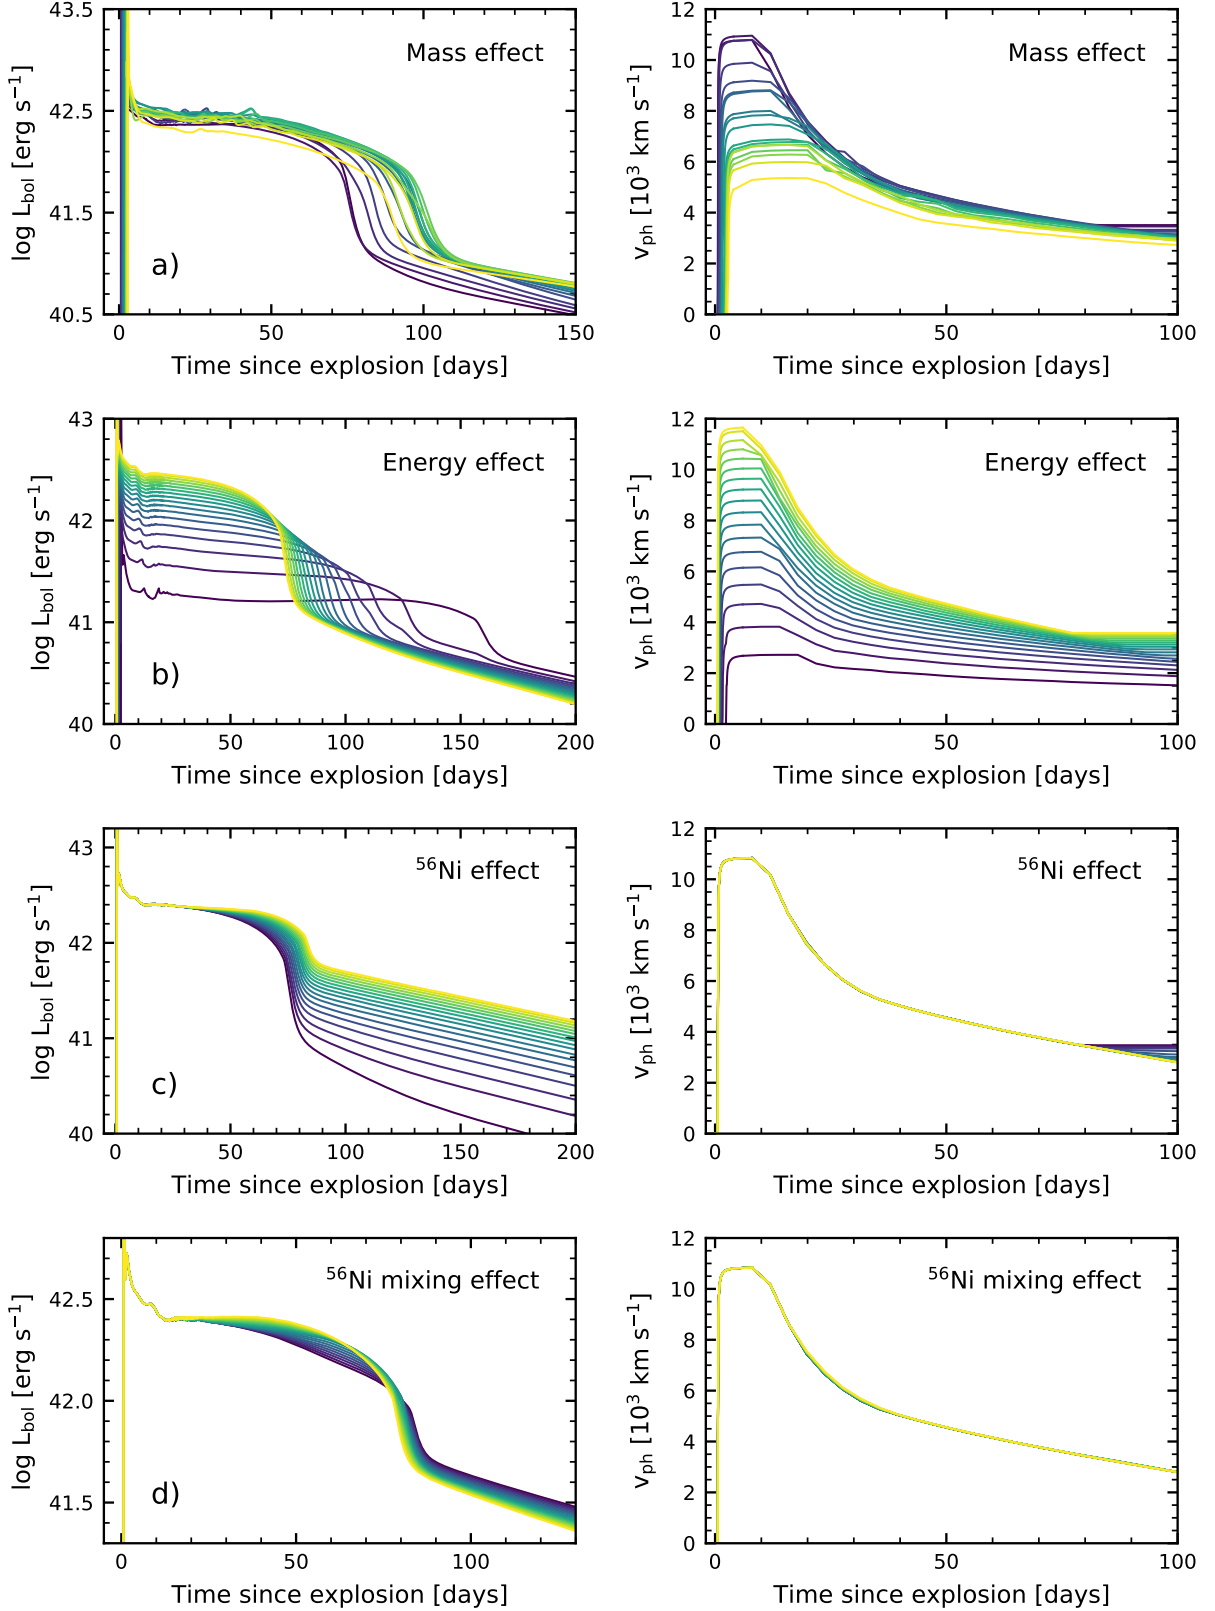 43.5
42.5
41.5
40.5
log L_bol [erg s⁻¹]
Mass effect
a)
0 50 100 150
Time since explosion [days]
12
10
8
6
4
2
0
v_ph [10³ km s⁻¹]
Mass effect
0 50 100
Time since explosion [days]
43
42
41
40
log L_bol [erg s⁻¹]
Energy effect
b)
0 50 100 150 200
Time since explosion [days]
12
10
8
6
4
2
0
v_ph [10³ km s⁻¹]
Energy effect
0 50 100
Time since explosion [days]
43
42
41
40
log L_bol [erg s⁻¹]
⁵⁶Ni effect
c)
0 50 100 150 200
Time since explosion [days]
12
10
8
6
4
2
0
v_ph [10³ km s⁻¹]
⁵⁶Ni effect
0 50 100
Time since explosion [days]
42.5
42.0
41.5
log L_bol [erg s⁻¹]
⁵⁶Ni mixing effect
d)
0 50 100
Time since explosion [days]
12
10
8
6
4
2
0
v_ph [10³ km s⁻¹]
⁵⁶Ni mixing effect
0 50 100
Time since explosion [days]